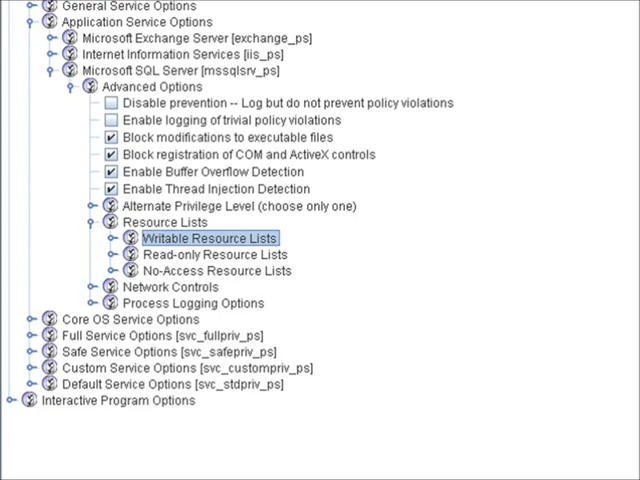 General Service Options
Application Service Options
Microsoft Exchange Server [exchange_ps]
Internet Information Services [iis_ps]
Microsoft SQL Server [mssqlsrv_ps]
Advanced Options
Disable prevention -- Log but do not prevent policy violations
Enable logging of trivial policy violations
Block modifications to executable files
Block registration of COM and ActiveX controls
Enable Buffer Overflow Detection
Enable Thread Injection Detection
Alternate Privilege Level (choose only one)
Resource Lists
Writable Resource Lists
Read-only Resource Lists
No-Access Resource Lists
Network Controls
Process Logging Options
Core OS Service Options
Full Service Options [svc_fullpriv_ps]
Safe Service Options [svc_safepriv_ps]
Custom Service Options [svc_custompriv_ps]
Default Service Options [svc_stdpriv_ps]
Interactive Program Options